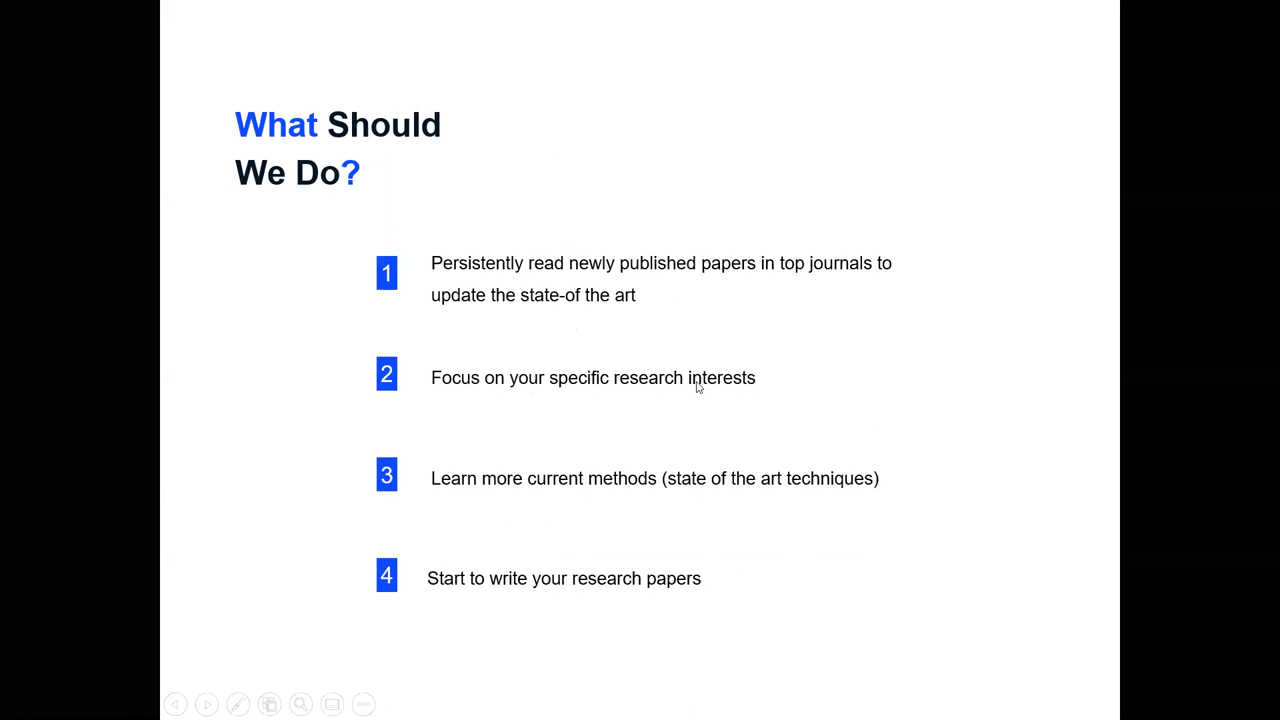 What Should
We Do?
1
Persistently read newly published papers in top journals to
update the state-of the art
2
Focus on your specific research interests
3
Learn more current methods (state of the art techniques)
4
Start to write your research papers